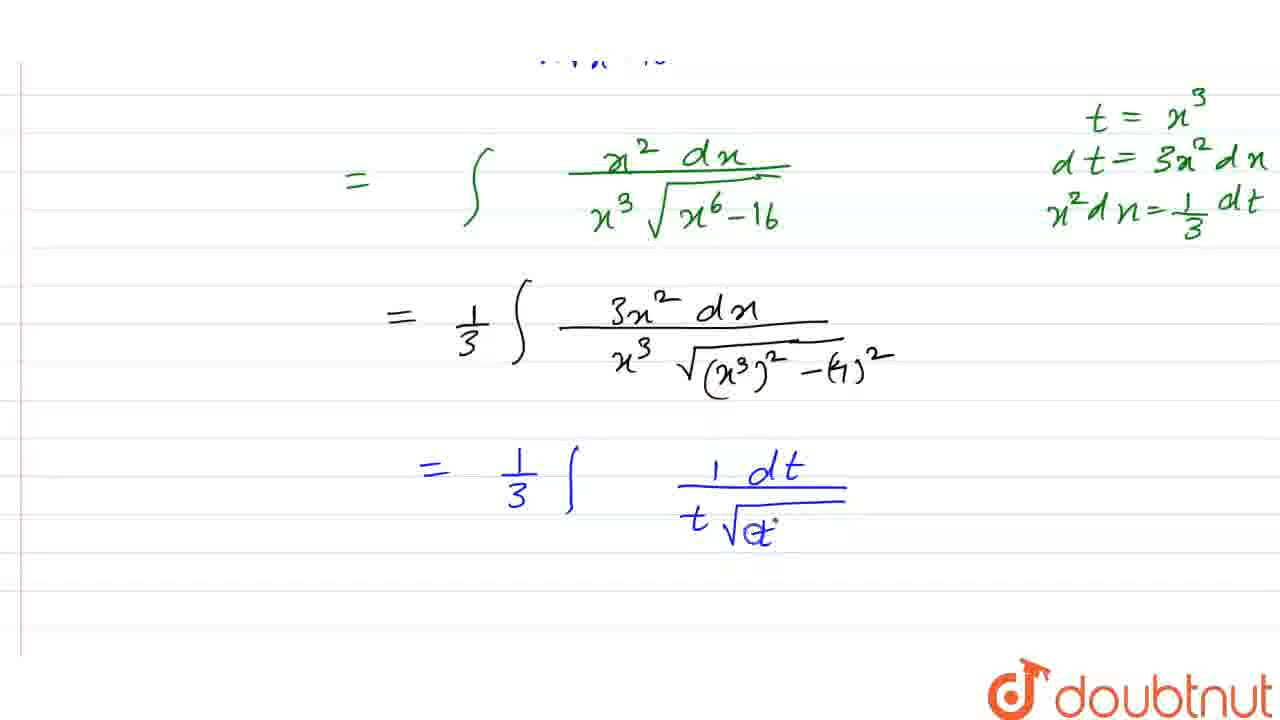 t = x³
dt = 3x² dx
x² dx = 1/3 dt
= ∫ x² dx / x³ √(x⁶ – 16)
= 1/3 ∫ 3x² dx / x³ √((x³)² – (4)²)
= 1/3 ∫ 1 dt / t √t
doubtnut